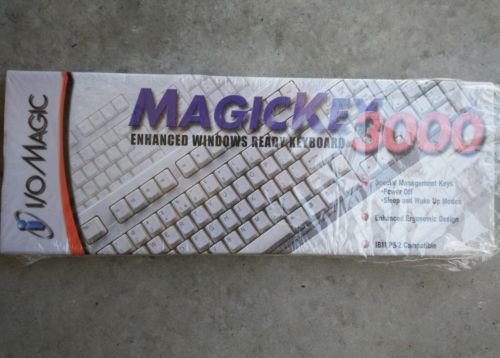 I/OMAGIC
MAGICKEY
3000
ENHANCED WINDOWS READY KEYBOARD
Special Management Keys
•Power Off
•Sleep and Wake Up Modes
Enhanced Ergonomic Design
IBM PS/2 Compatible